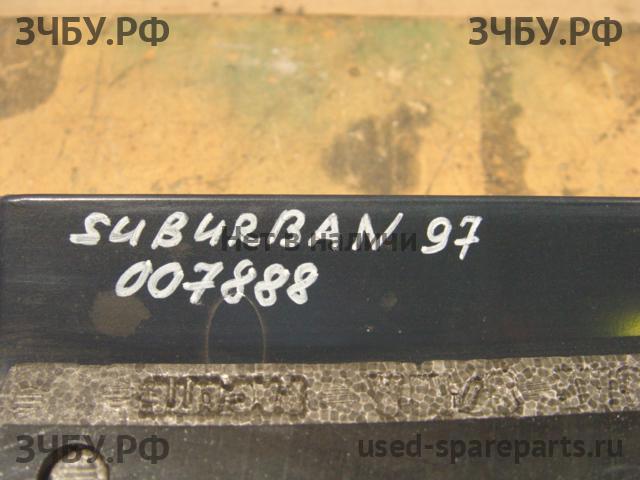 ЗЧБУ.РФ ЗЧБУ.РФ
SUBURBAN 97
Нет в наличии
007888
ЗЧБУ.РФ used-spareparts.ru